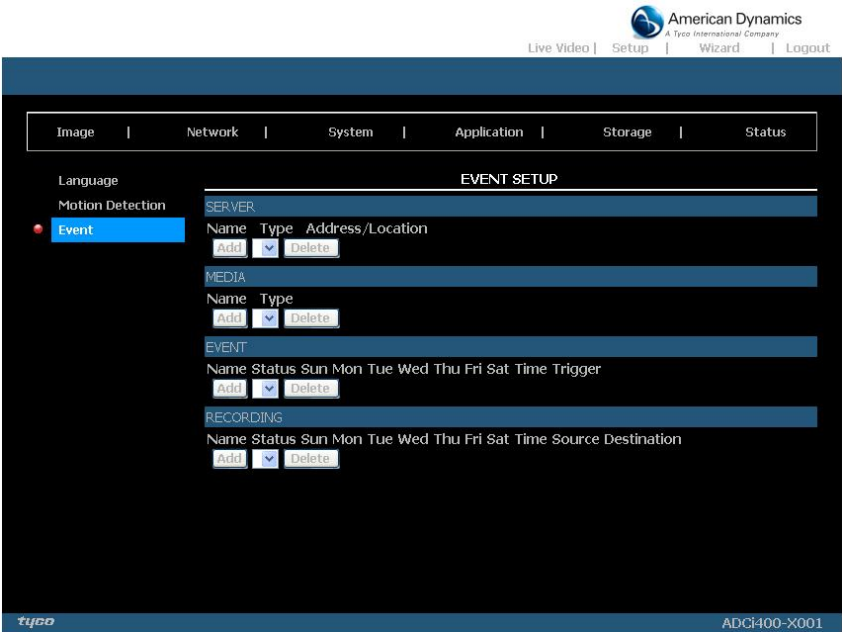 American Dynamics
A Tyco International Company
Live Video | Setup | Wizard | Logout
Image | Network | System | Application | Storage | Status
Language
Motion Detection
Event
EVENT SETUP
SERVER
Name Type Address/Location
Add Delete
MEDIA
Name Type
Add Delete
EVENT
Name Status Sun Mon Tue Wed Thu Fri Sat Time Trigger
Add Delete
RECORDING
Name Status Sun Mon Tue Wed Thu Fri Sat Time Source Destination
Add Delete
tyco
ADCi400-X001